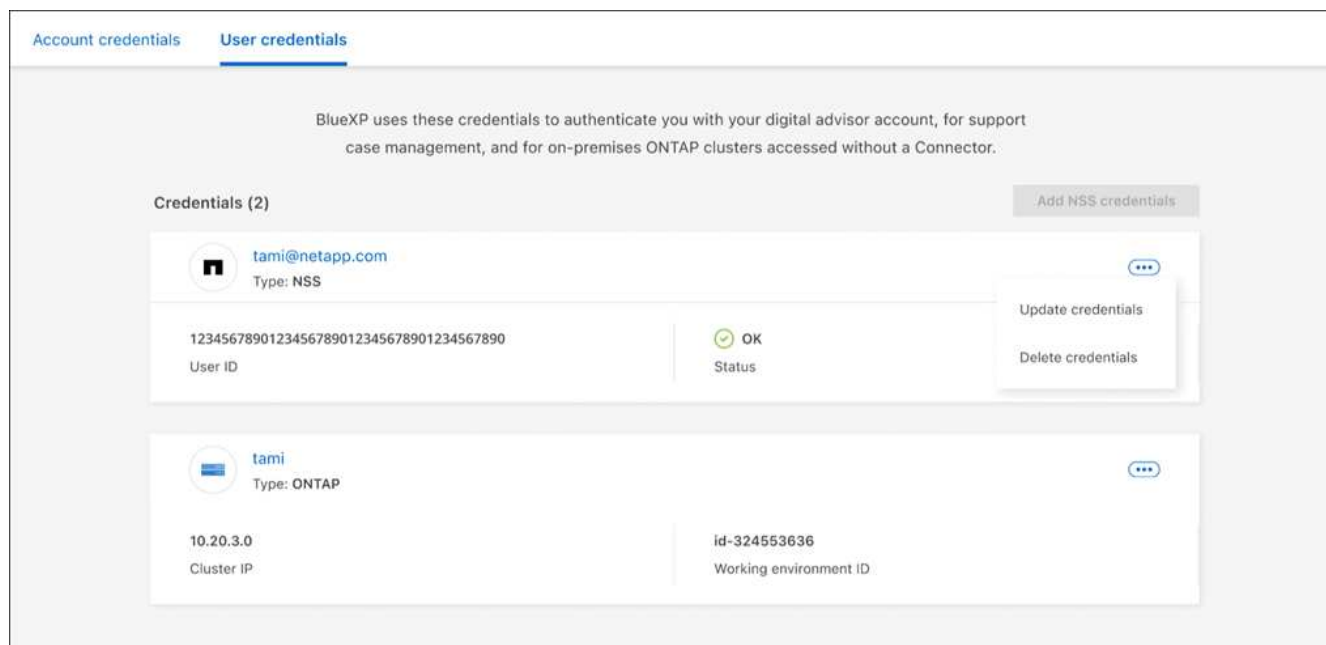 Account credentials
User credentials
BlueXP uses these credentials to authenticate you with your digital advisor account, for support
case management, and for on-premises ONTAP clusters accessed without a Connector.
Credentials (2)
Add NSS credentials
tami@netapp.com
Type: NSS
Update credentials
Delete credentials
1234567890123456789012345678901234567890
User ID
OK
Status
tami
Type: ONTAP
10.20.3.0
Cluster IP
id-324553636
Working environment ID